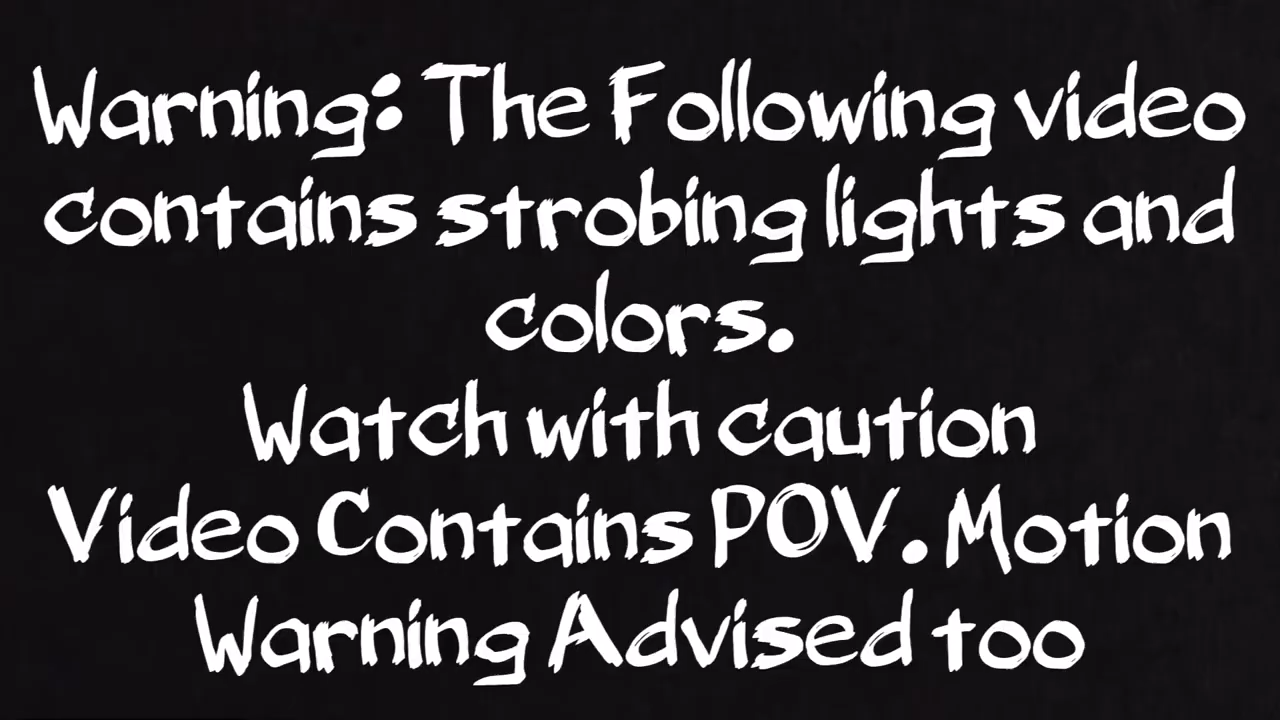 Warning: The Following video
contains strobing lights and
colors.
Watch with caution
Video Contains POV. Motion
Warning Advised too